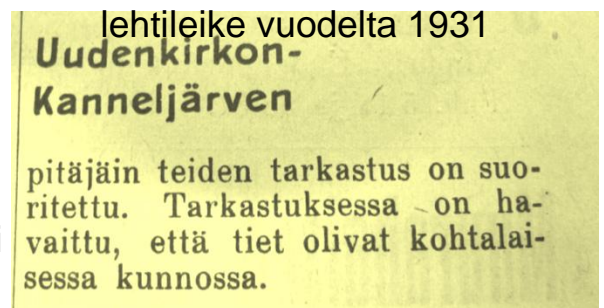 lehtileike vuodelta 1931
Uudenkirkon-
Kanneljärven
pitäjäin teiden tarkastus on suo-
ritettu. Tarkastuksessa on ha-
vaittu, että tiet olivat kohtalai-
sessa kunnossa.